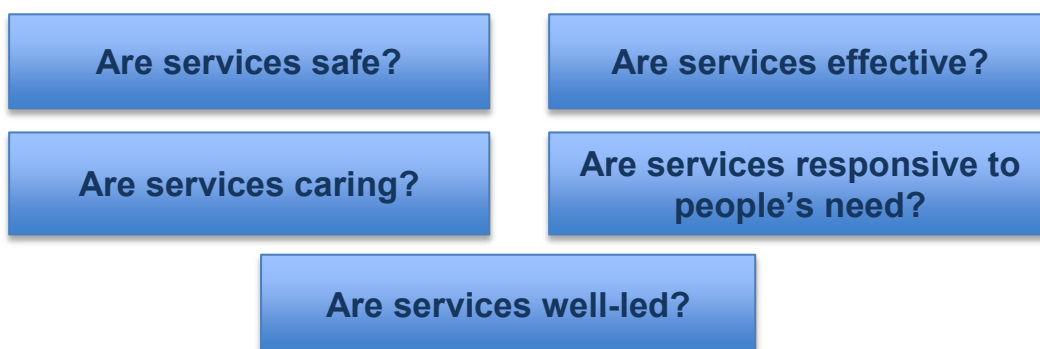 Are services safe?
Are services effective?
Are services caring?
Are services responsive to
people’s need?
Are services well-led?